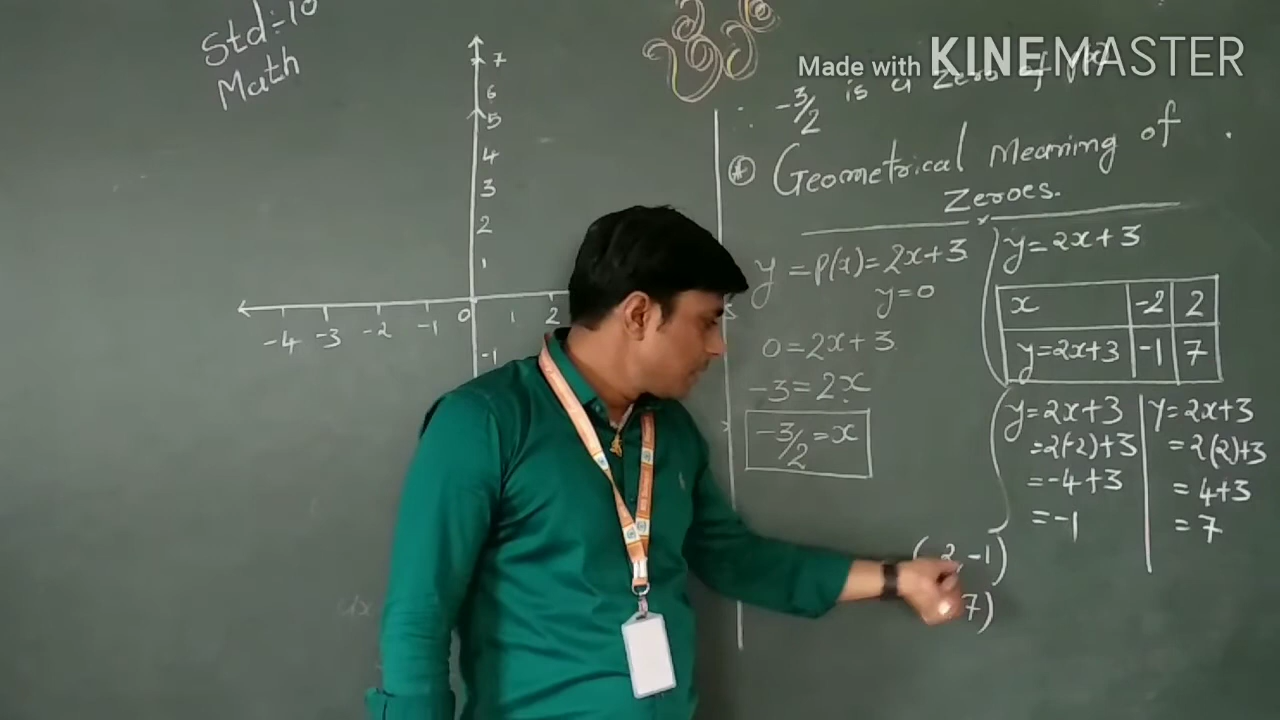 Std:-10
Math
Made with KINEMASTER
∴ -3/2 is a zero of p(x)
Geometrical Meaning of
Zeroes.
y = p(x) = 2x+3
y=0
0=2x+3
-3=2x
-3/2=x
y=2x+3
x -2 2
y=2x+3 -1 7
y=2x+3
=2(-2)+3
=-4+3
=-1
y=2x+3
=2(2)+3
=4+3
=7
2,-1)
7)
7
6
5
4
3
2
1
-4 -3 -2 -1 0 1 2
-1